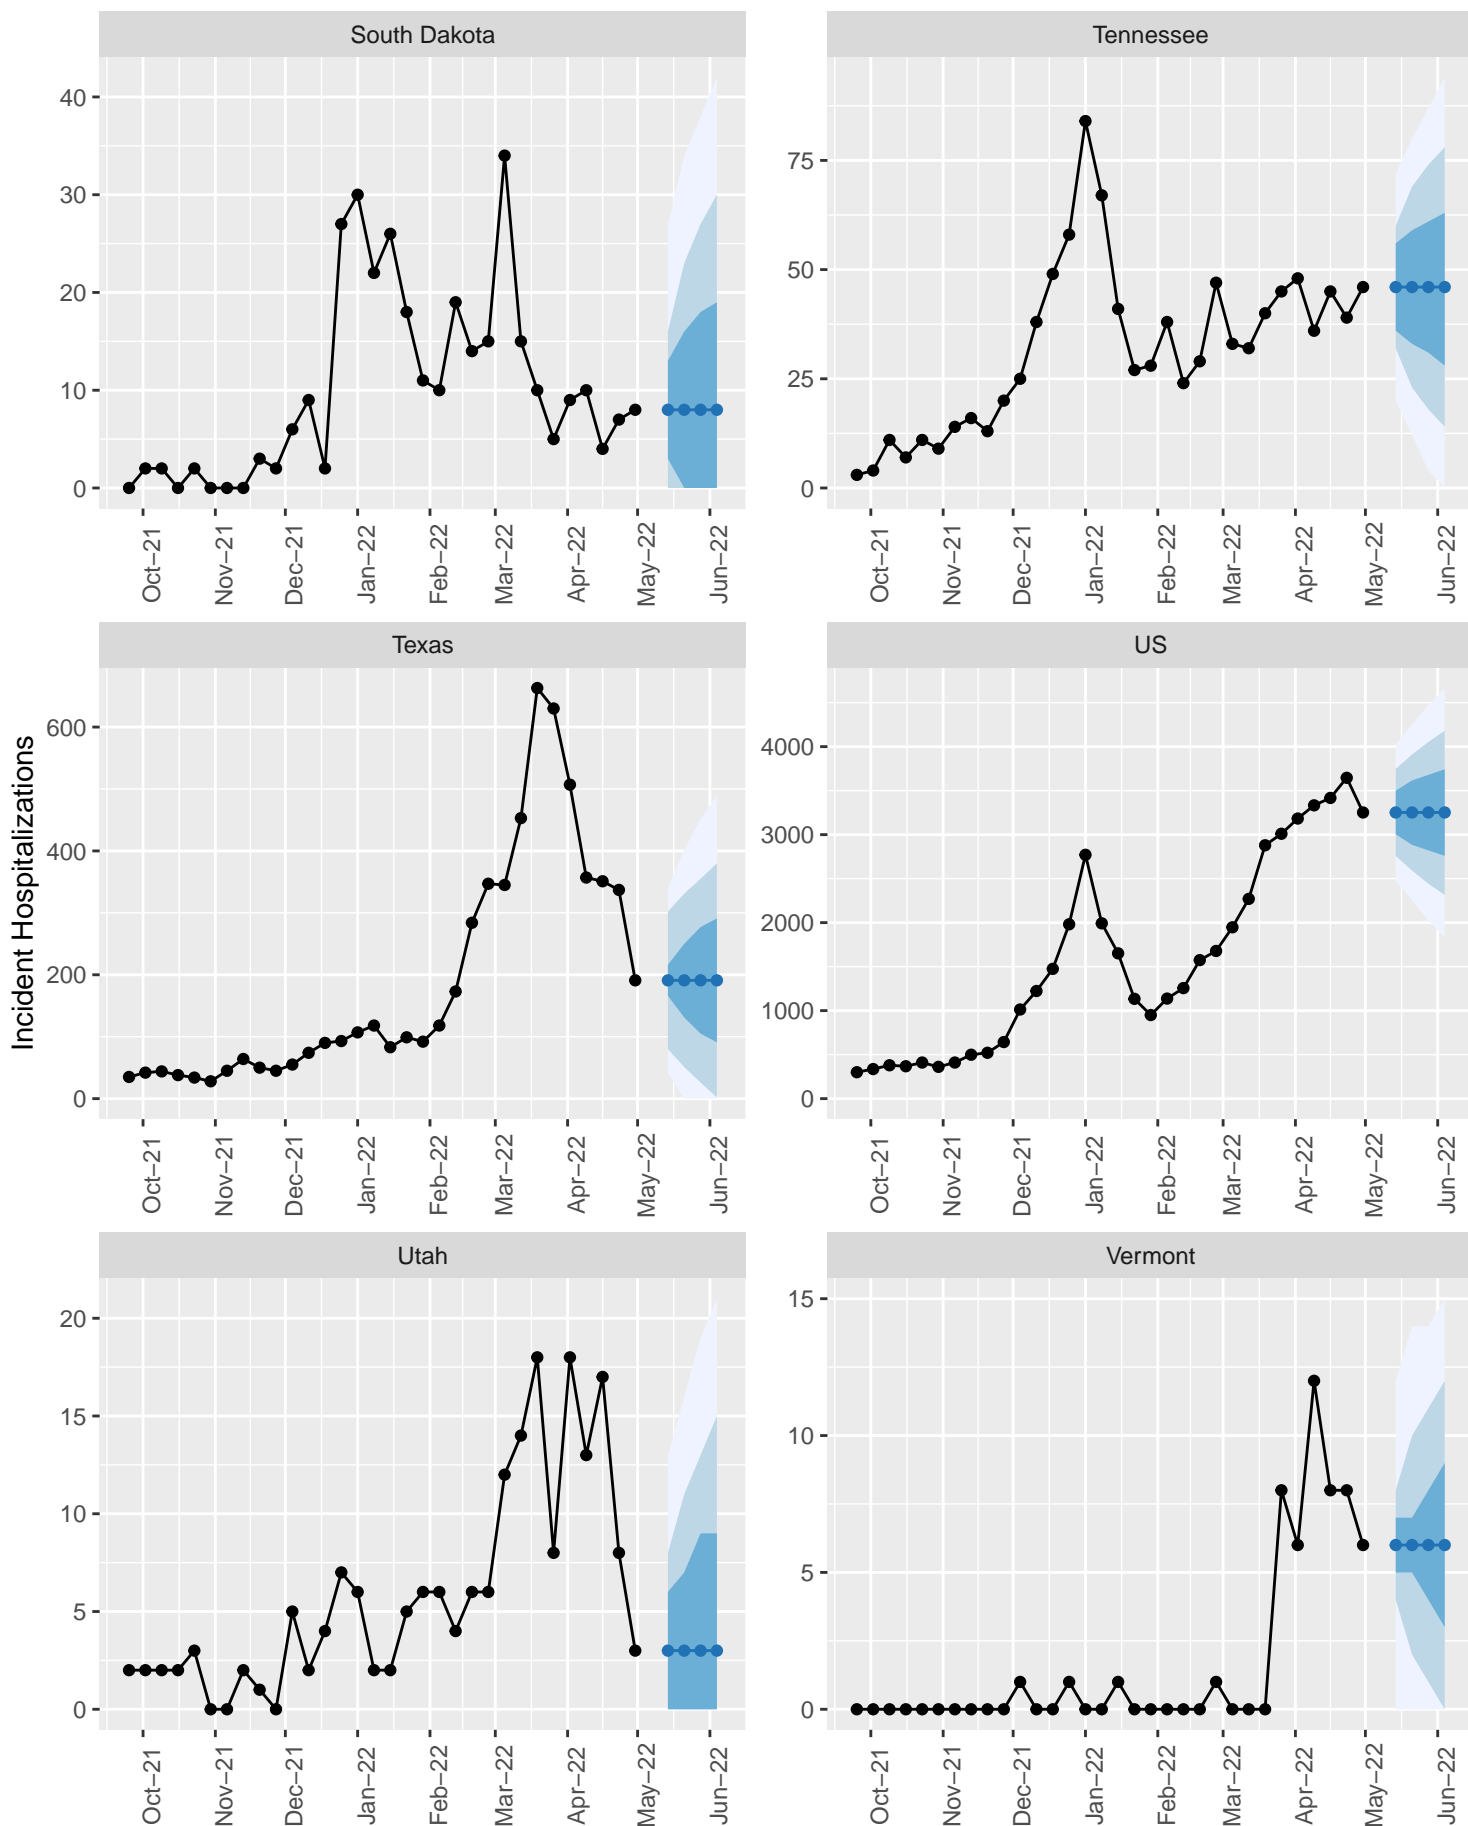 South Dakota
Tennessee
40
30
20
10
0
75
50
25
0
Oct−21
Nov−21
Dec−21
Jan−22
Feb−22
Mar−22
Apr−22
May−22
Jun−22
Oct−21
Nov−21
Dec−21
Jan−22
Feb−22
Mar−22
Apr−22
May−22
Jun−22
Incident Hospitalizations
Texas
US
600
400
200
0
4000
3000
2000
1000
0
Oct−21
Nov−21
Dec−21
Jan−22
Feb−22
Mar−22
Apr−22
May−22
Jun−22
Oct−21
Nov−21
Dec−21
Jan−22
Feb−22
Mar−22
Apr−22
May−22
Jun−22
Utah
Vermont
20
15
10
5
0
15
10
5
0
Oct−21
Nov−21
Dec−21
Jan−22
Feb−22
Mar−22
Apr−22
May−22
Jun−22
Oct−21
Nov−21
Dec−21
Jan−22
Feb−22
Mar−22
Apr−22
May−22
Jun−22